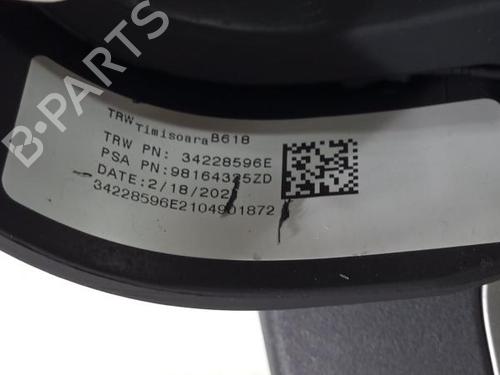 TRW
Timisoara B618
TRW PN: 34228596E
PSA PN:98164325ZD
DATE:2/18/2021
34228596E2104901872
B-PARTS